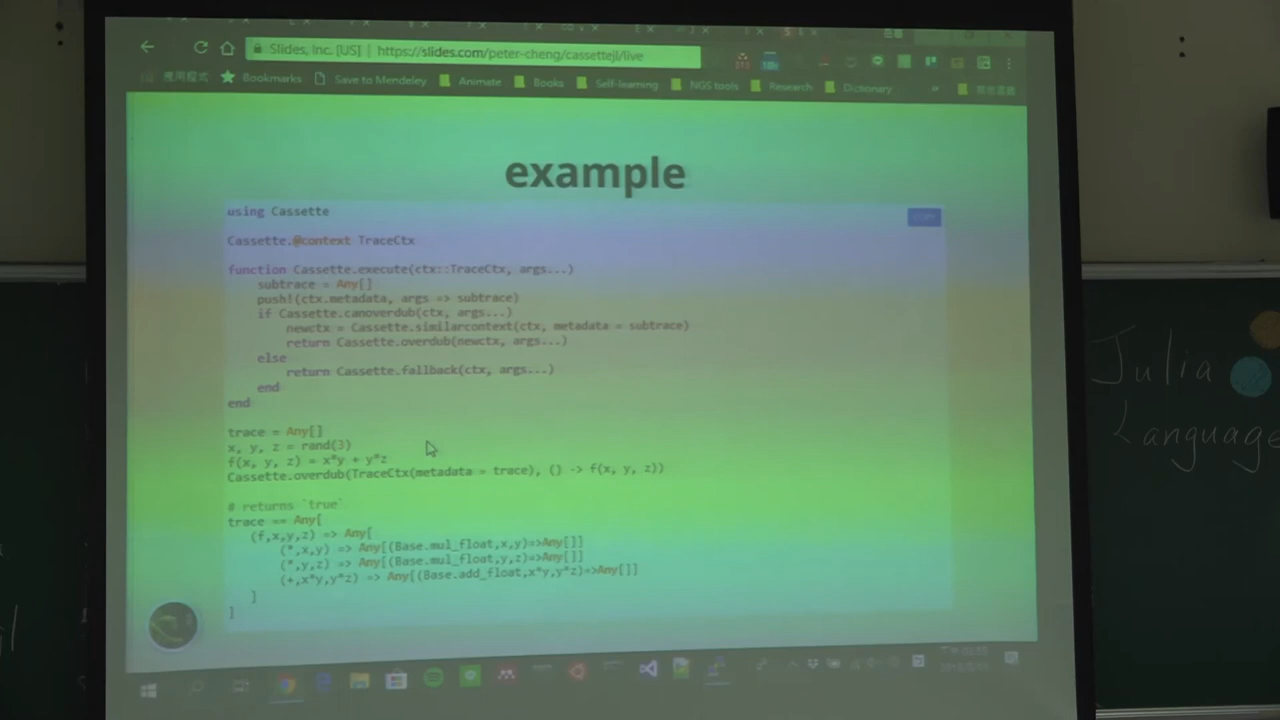 Slides, Inc. [US] | https://slides.com/peter-cheng/cassettejl/live
應用程式 Bookmarks Save to Mendeley Animate Books Self-learning NGS tools Research Dictionary »
example
using Cassette
Cassette.@context TraceCtx
function Cassette.execute(ctx::TraceCtx, args...)
subtrace = Any[]
push!(ctx.metadata, args => subtrace)
if Cassette.canoverdub(ctx, args...)
newctx = Cassette.similarcontext(ctx, metadata = subtrace)
return Cassette.overdub(newctx, args...)
else
return Cassette.fallback(ctx, args...)
end
end
trace = Any[]
x, y, z = rand(3)
f(x, y, z) = x*y + y*z
Cassette.overdub(TraceCtx(metadata = trace), () -> f(x, y, z))
# returns `true`
trace == Any[
(f,x,y,z) => Any[
(*,x,y) => Any[(Base.mul_float,x,y)=>Any[]]
(*,y,z) => Any[(Base.mul_float,y,z)=>Any[]]
(+,x*y,y*z) => Any[(Base.add_float,x*y,y*z)=>Any[]]
]
]
Julia
Language